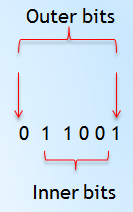 Outer bits
0 1 1 0 0 1
Inner bits